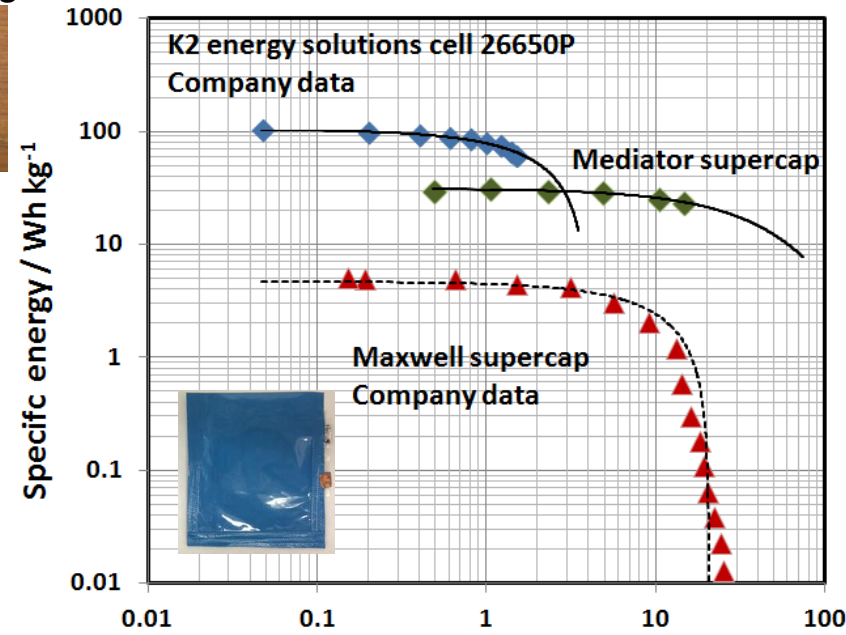 g
1000
K2 energy solutions cell 26650P
Company data
100
Mediator supercap
10
Specifc energy / Wh kg-1
1
Maxwell supercap
Company data
0.1
0.01
0.01 0.1 1 10 100